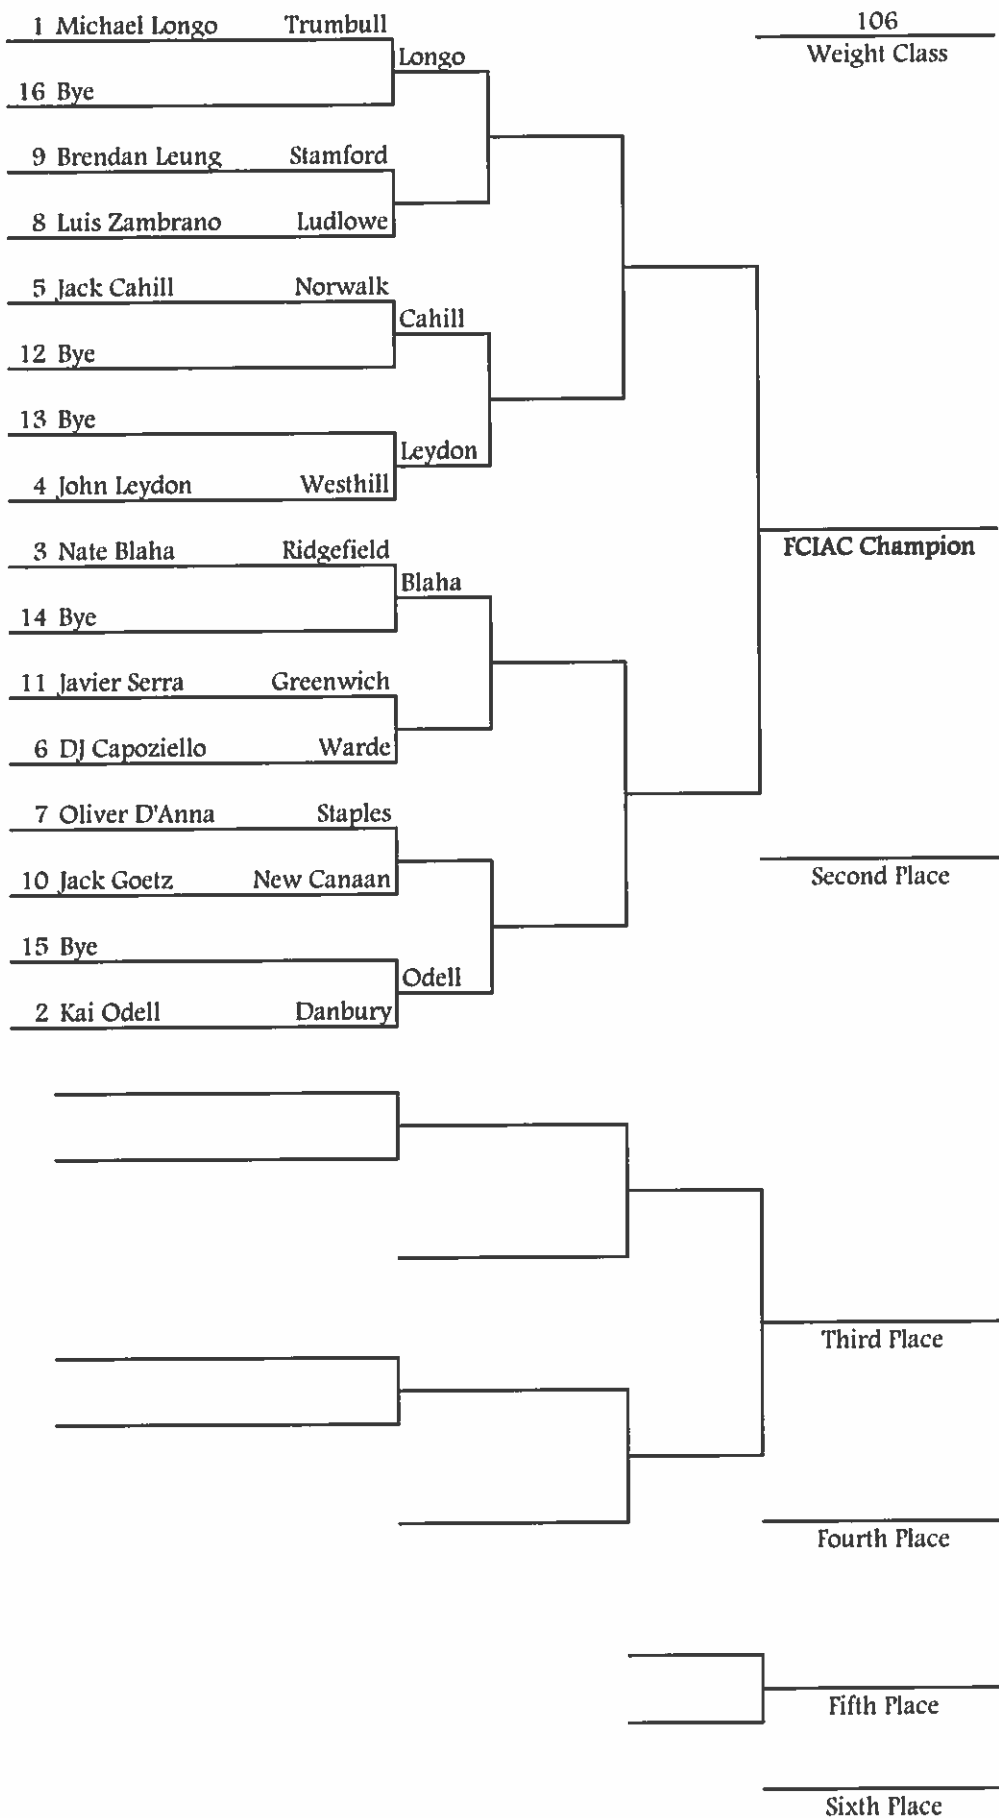 1 Michael Longo Trumbull
106
Weight Class
Longo
16 Bye
9 Brendan Leung Stamford
8 Luis Zambrano Ludlowe
5 Jack Cahill Norwalk
Cahill
12 Bye
13 Bye
Leydon
4 John Leydon Westhill
3 Nate Blaha Ridgefield
FCIAC Champion
Blaha
14 Bye
11 Javier Serra Greenwich
6 DJ Capoziello Warde
7 Oliver D'Anna Staples
10 Jack Goetz New Canaan
Second Place
15 Bye
Odell
2 Kai Odell Danbury
Third Place
Fourth Place
Fifth Place
Sixth Place